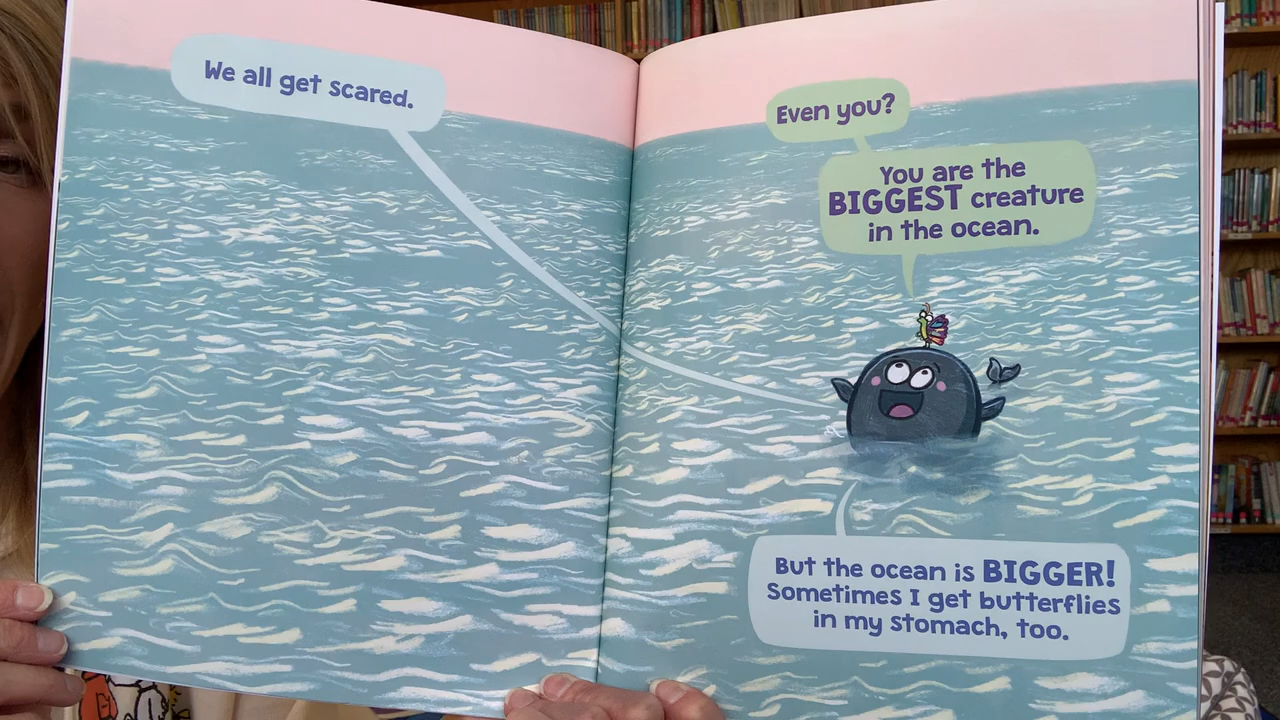 We all get scared.
Even you?
You are the
BIGGEST creature
in the ocean.
But the ocean is BIGGER!
Sometimes I get butterflies
in my stomach, too.